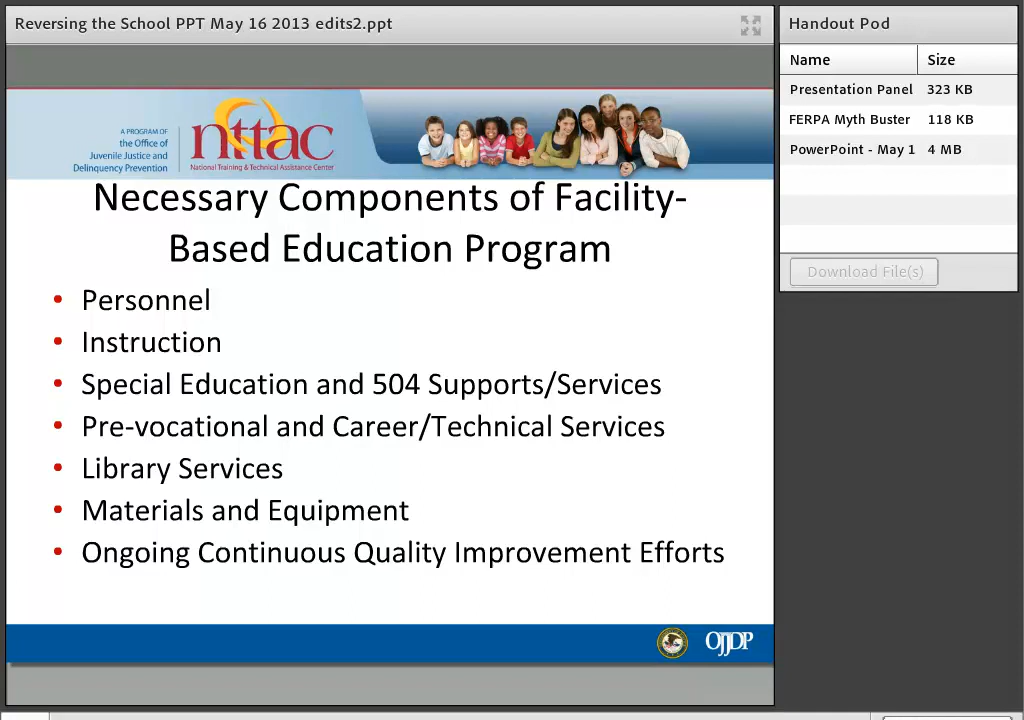 Reversing the School PPT May 16 2013 edits2.ppt
Handout Pod
Name Size
Presentation Panel 323 KB
FERPA Myth Buster 118 KB
PowerPoint - May 1 4 MB
Download File(s)
A PROGRAM OF
the Office of
Juvenile Justice and
Delinquency Prevention
nttac
National Training & Technical Assistance Center
Necessary Components of Facility-
Based Education Program
• Personnel
• Instruction
• Special Education and 504 Supports/Services
• Pre-vocational and Career/Technical Services
• Library Services
• Materials and Equipment
• Ongoing Continuous Quality Improvement Efforts
OJJDP